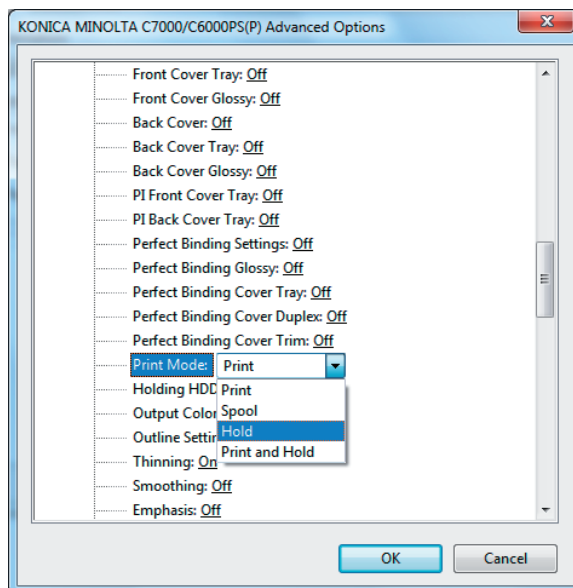 KONICA MINOLTA C7000/C6000PS(P) Advanced Options
Front Cover Tray: Off
Front Cover Glossy: Off
Back Cover: Off
Back Cover Tray: Off
Back Cover Glossy: Off
PI Front Cover Tray: Off
PI Back Cover Tray: Off
Perfect Binding Settings: Off
Perfect Binding Glossy: Off
Perfect Binding Cover Tray: Off
Perfect Binding Cover Duplex: Off
Perfect Binding Cover Trim: Off
Print Mode: Print
Holding HDD Print
Output Color Spool
Outline Settin Hold
Thinning: On Print and Hold
Smoothing: Off
Emphasis: Off
OK Cancel